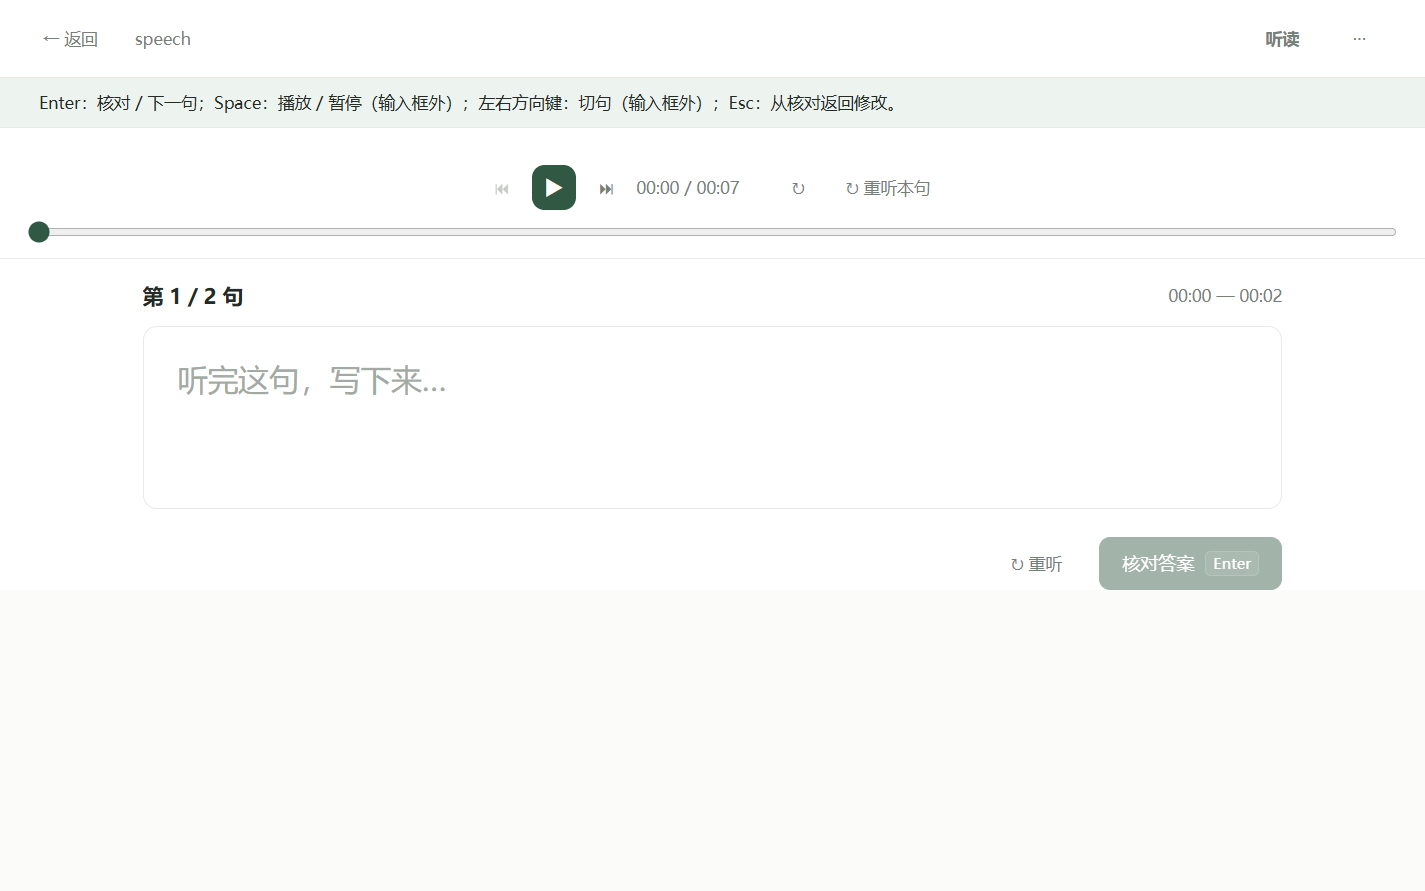 ← 返回 speech 听读 ...
Enter：核对 / 下一句；Space：播放 / 暂停（输入框外）；左右方向键：切句（输入框外）；Esc：从核对返回修改。
00:00 / 00:07 ↻ ↻ 重听本句
第 1 / 2 句 00:00 — 00:02
听完这句，写下来...
↻ 重听 核对答案 Enter